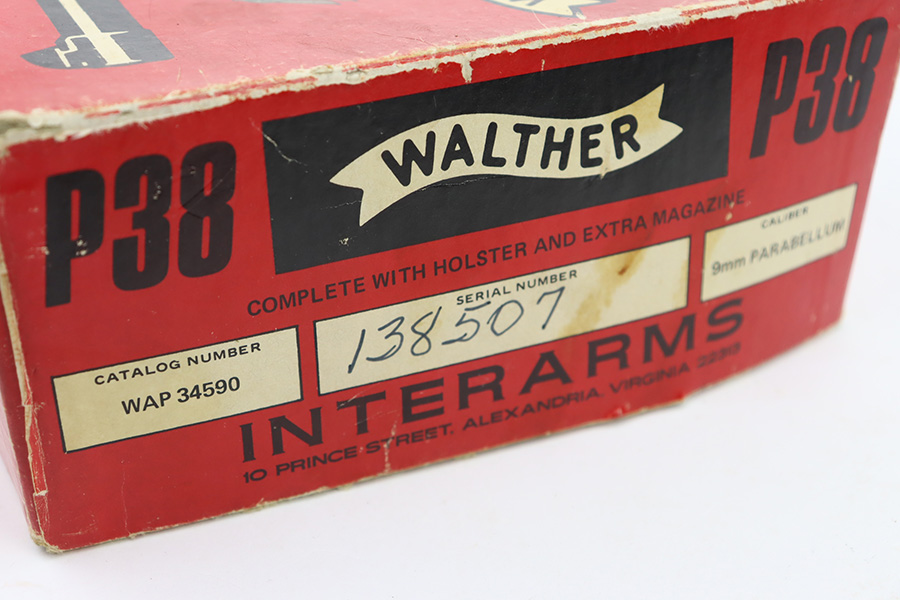 P38
WALTHER
P38
COMPLETE WITH HOLSTER AND EXTRA MAGAZINE
CATALOG NUMBER
WAP 34590
SERIAL NUMBER
138507
CALIBER
9mm PARABELLUM
INTERARMS
10 PRINCE STREET, ALEXANDRIA, VIRGINIA 22313